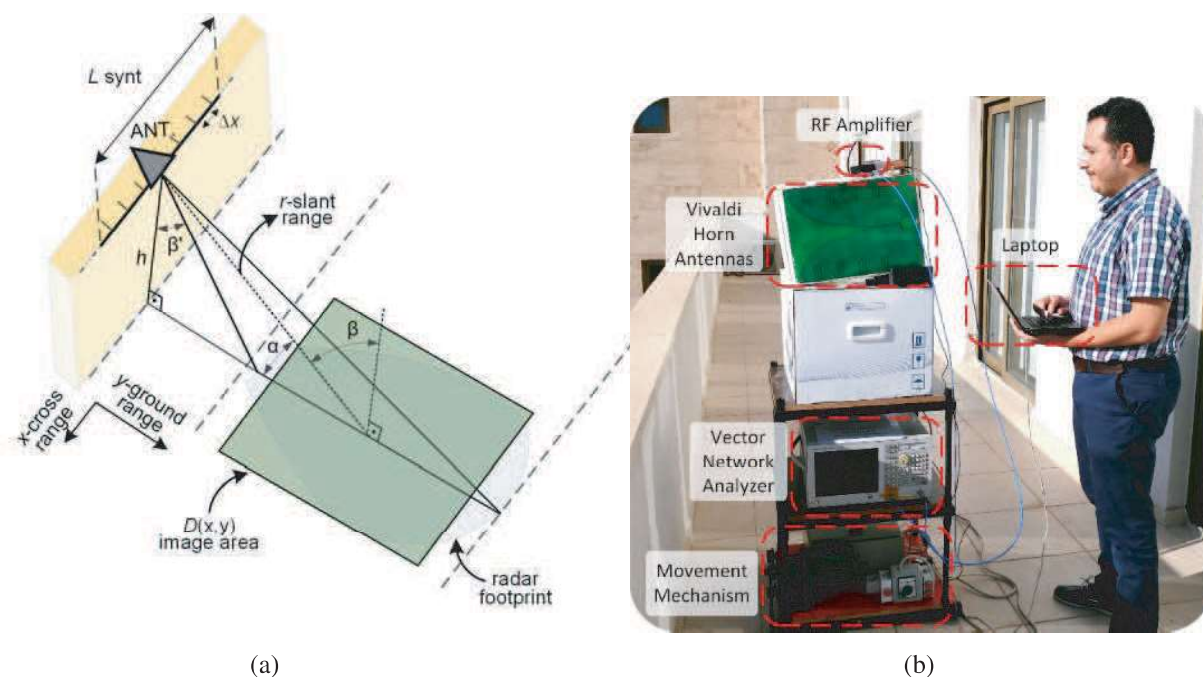 L synt
Δx
ANT
r-slant
range
h
β'
β
α
y-ground
range
x-cross
range
D(x,y)
image area
radar
footprint
(a)
RF Amplifier
Vivaldi
Horn
Antennas
Laptop
Vector
Network
Analyzer
Movement
Mechanism
(b)